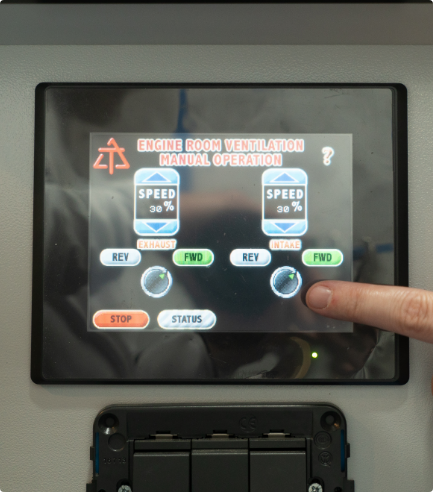 ENGINE ROOM VENTILATION
MANUAL OPERATION
?
SPEED
30 %
SPEED
30 %
EXHAUST
INTAKE
REV
FWD
REV
FWD
STOP
STATUS